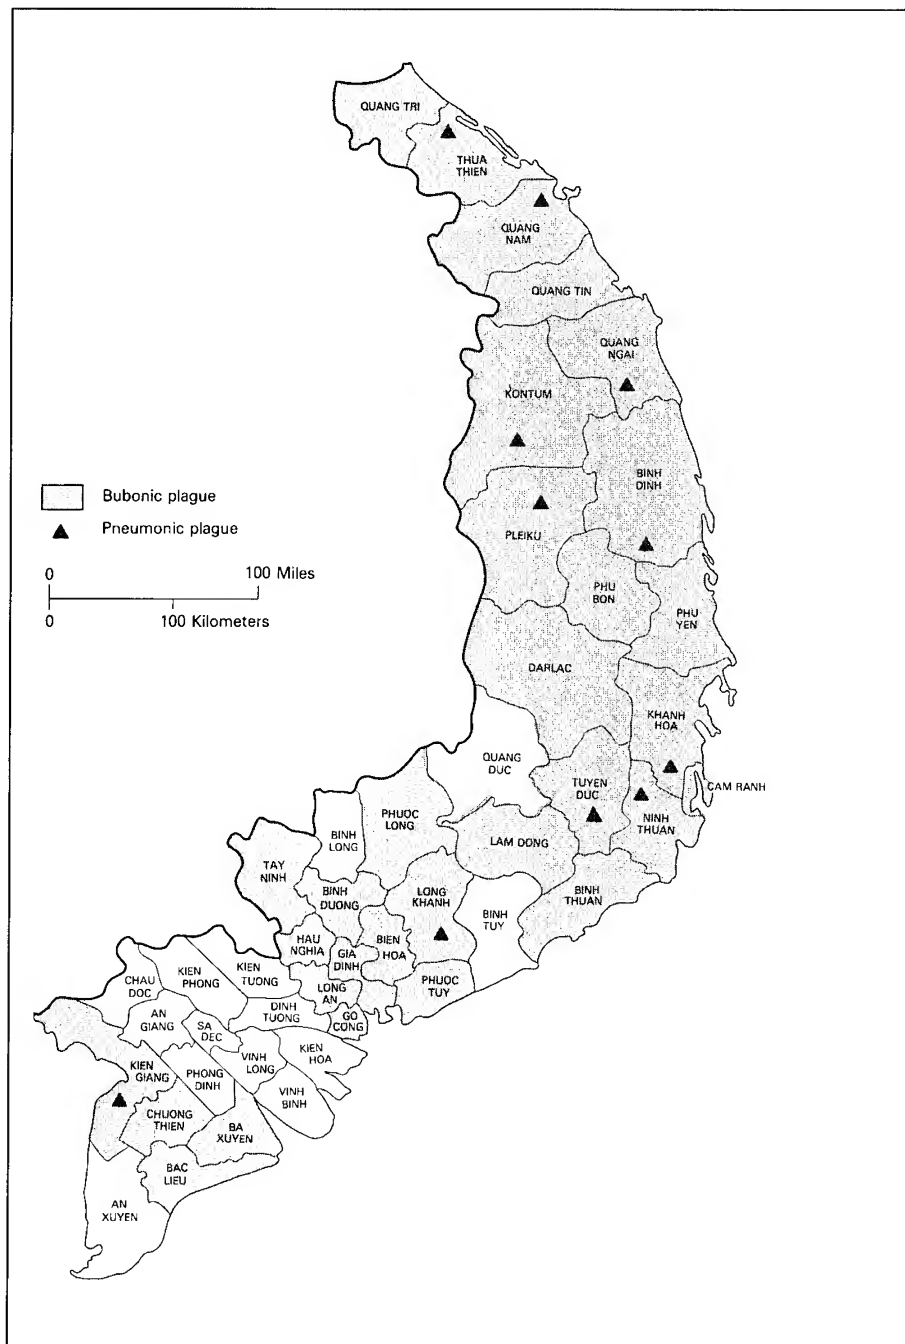 QUANG TRI
THUA
THIEN
QUANG
NAM
QUANG TIN
QUANG
NGAI
KONTUM
BINH
DINH
Bubonic plague
Pneumonic plague
0
100 Miles
0
100 Kilometers
PLEIKU
PHU
BON
PHU
YEN
DARLAC
KHANH
HOA
QUANG
DUC
TUYEN
DUC
CAM RANH
NINH
THUAN
PHUOC
LONG
BINH
LONG
LAM DONG
TAY
NINH
BINH
DUONG
LONG
KHANH
BINH
TUY
BINH
THUAN
HAU
NGHIA
GIA
DINH
BIEN
HOA
PHUOC
TUY
CHAU
DOC
KIEN
PHONG
KIEN
TUONG
LONG
AN
GO
CONG
DINH
TUONG
AN
GIANG
SA
DEC
VINH
LONG
KIEN
HOA
KIEN
GIANG
PHONG
DINH
VINH
BINH
CHUONG
THIEN
BA
XUYEN
BAC
LIEU
AN
XUYEN